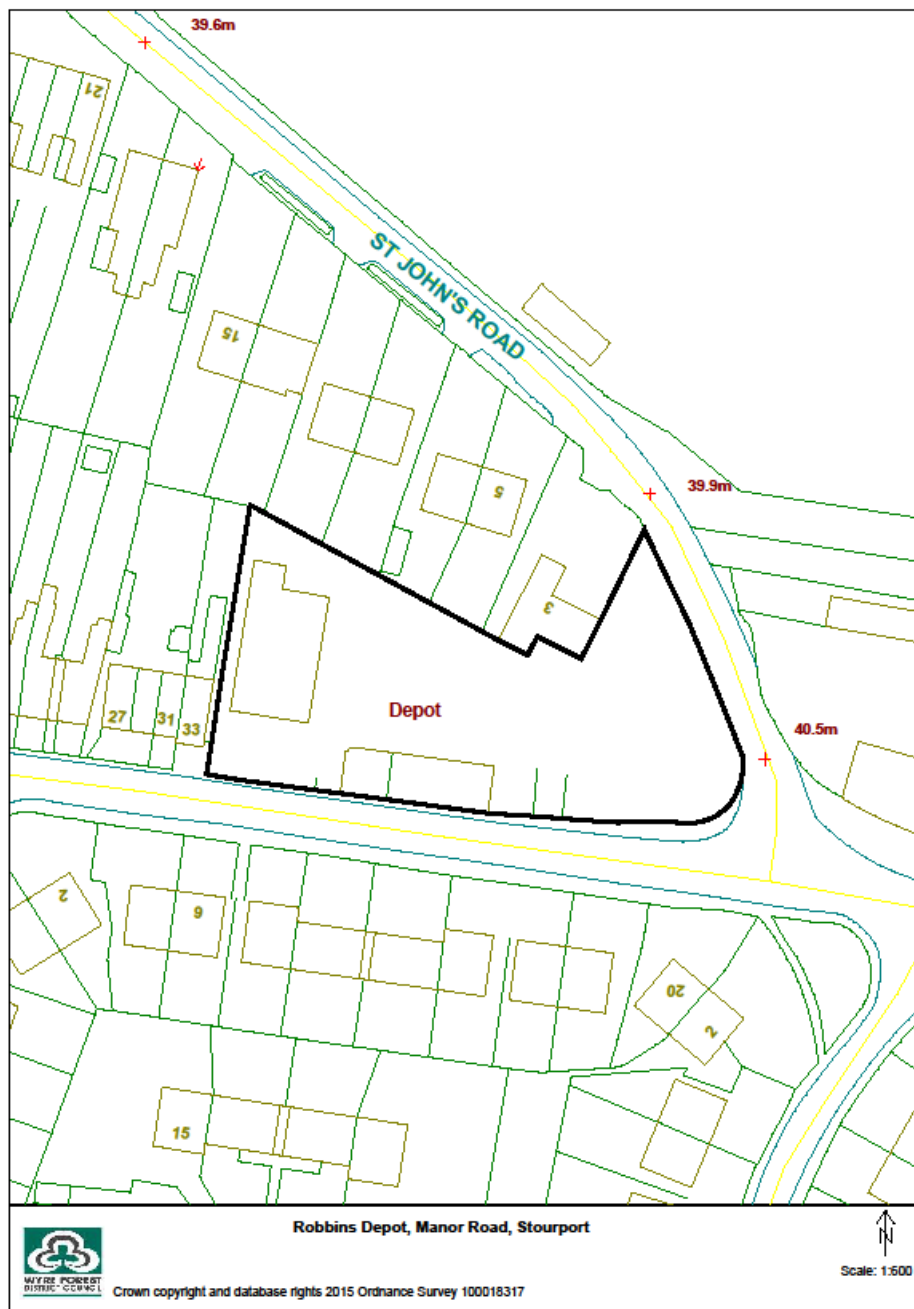 39.6m
21
ST JOHN'S ROAD
15
5
39.9m
3
Depot
27
31
33
40.5m
2
9
20
2
15
Robbins Depot, Manor Road, Stourport
N
Scale: 1:600
WYRE FOREST
DISTRICT COUNCIL
Crown copyright and database rights 2015 Ordnance Survey 100018317